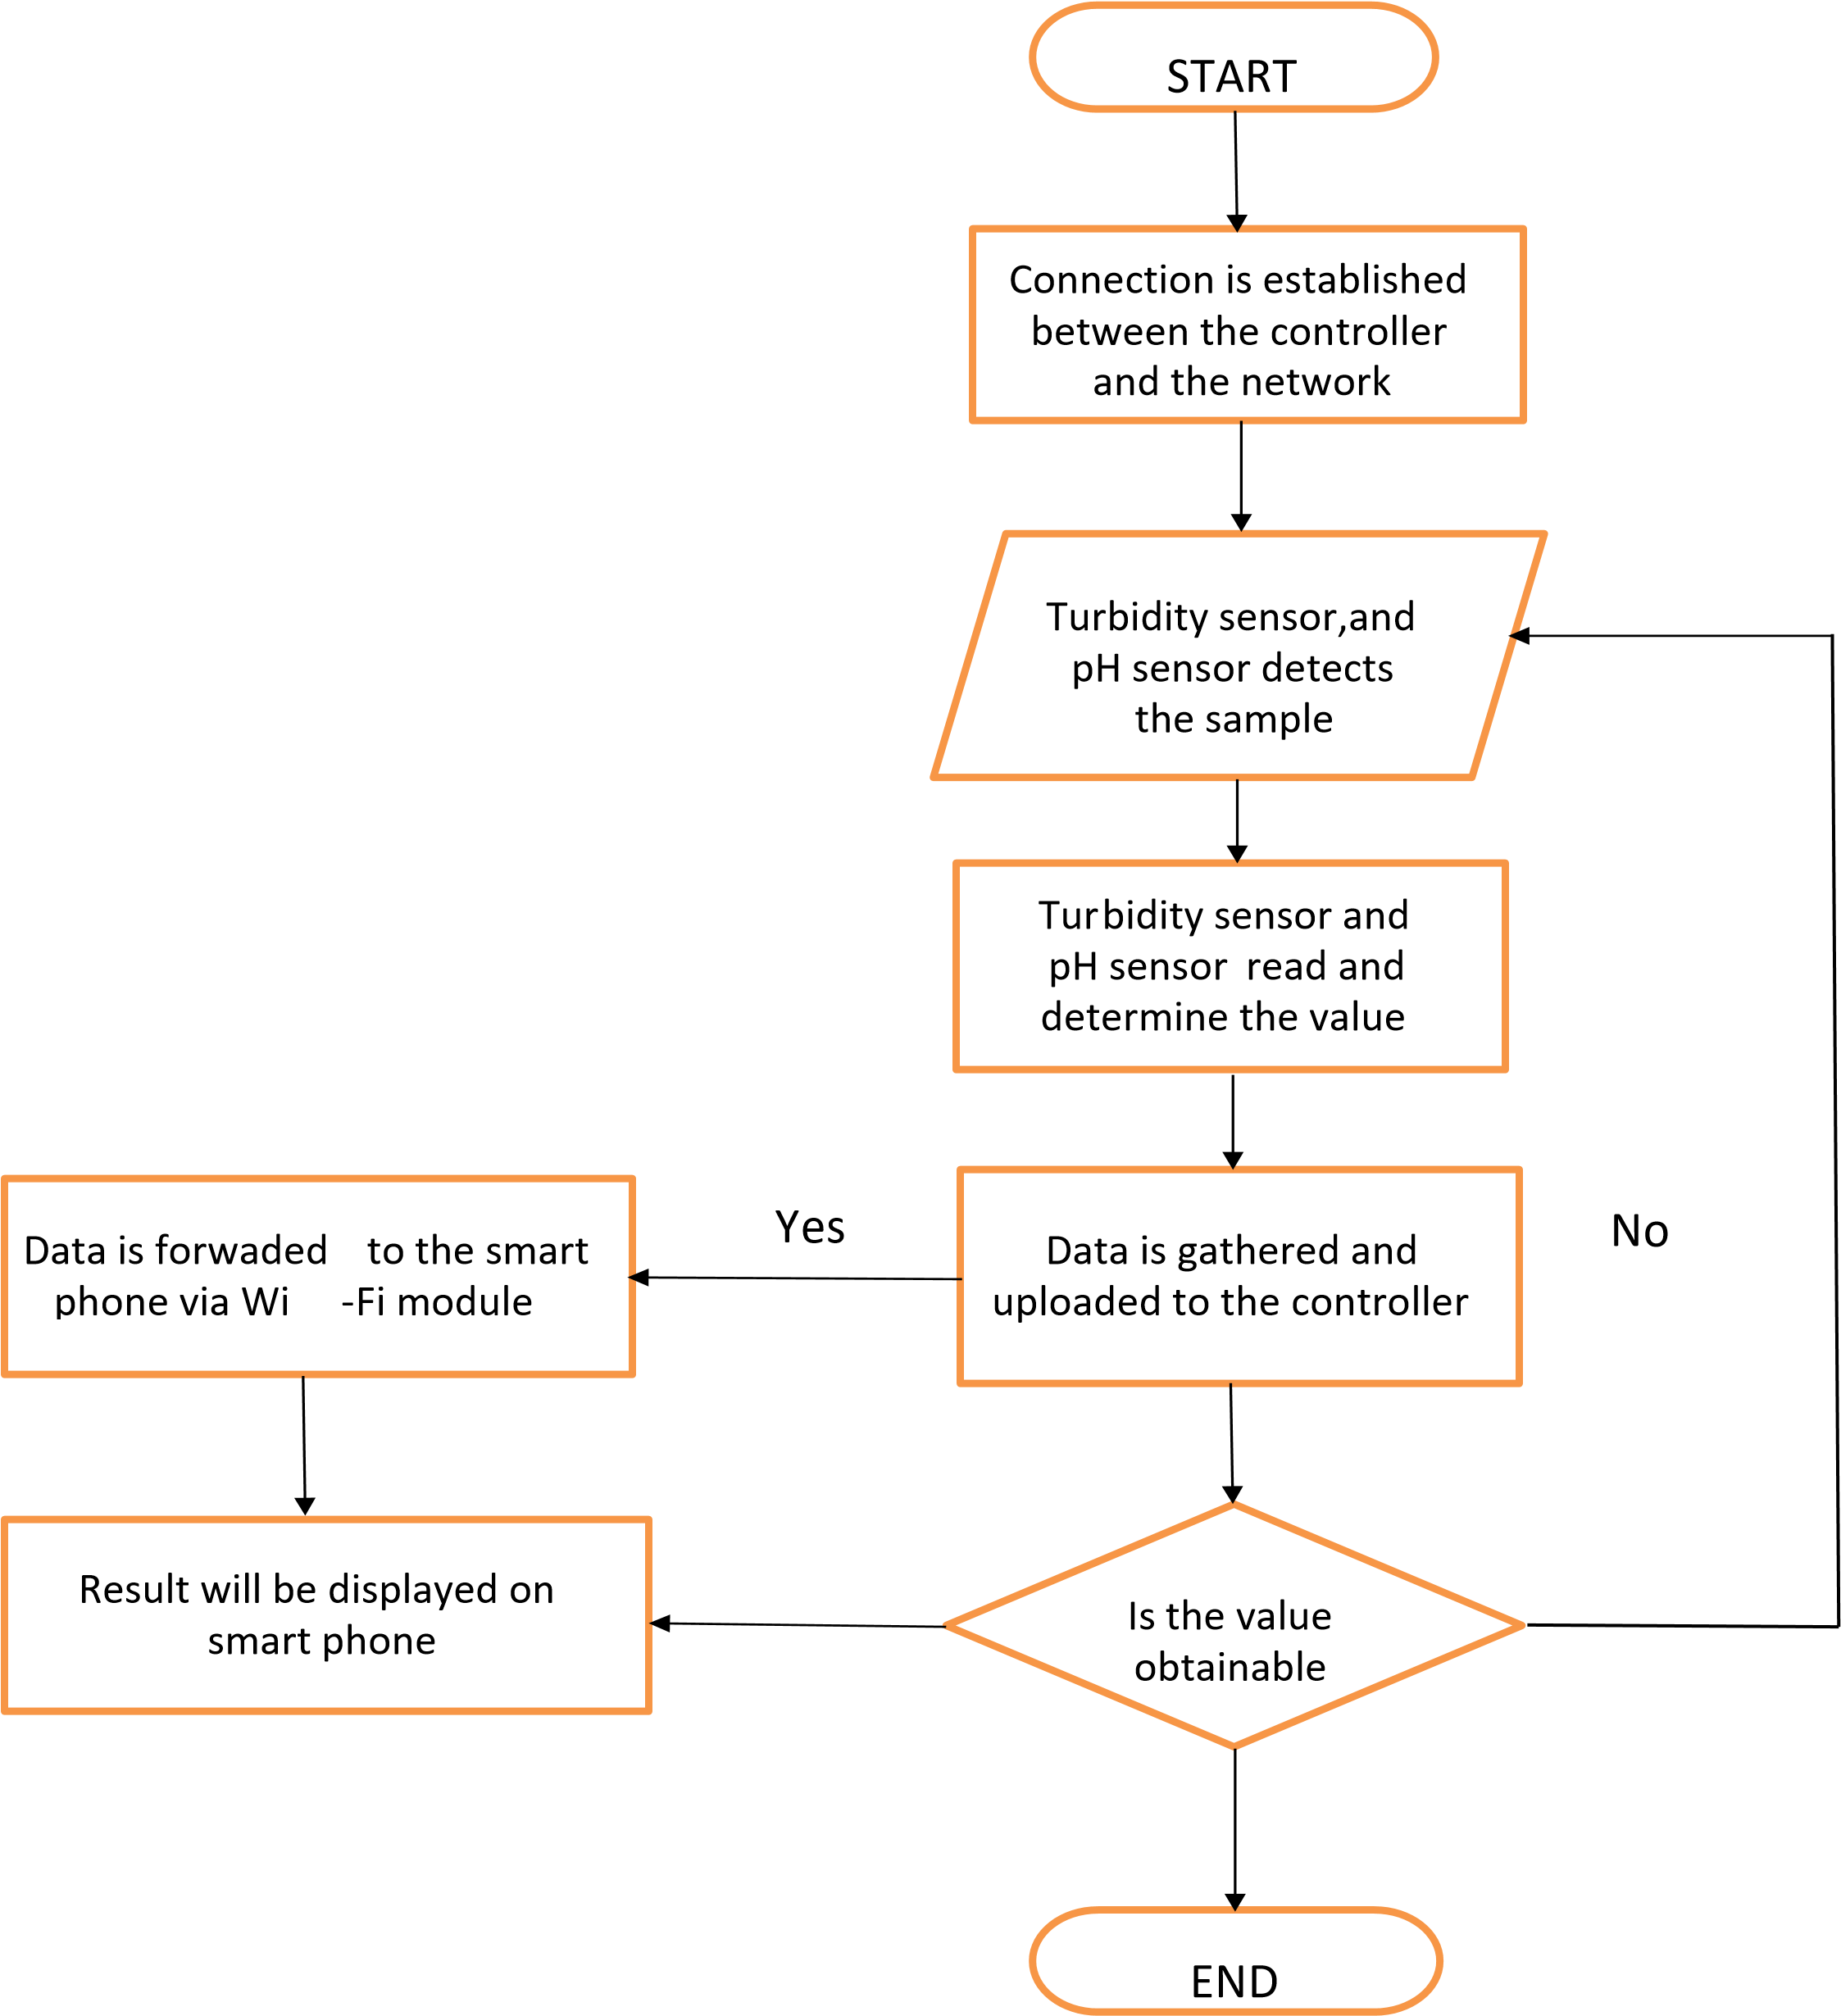 START
Connection is established
between the controller
and the network
Turbidity sensor,and
pH sensor detects
the sample
Turbidity sensor and
pH sensor read and
determine the value
Yes
No
Data is forwaded to the smart
phone via Wi -Fi module
Data is gathered and
uploaded to the controller
Result will be displayed on
smart phone
Is the value
obtainable
END